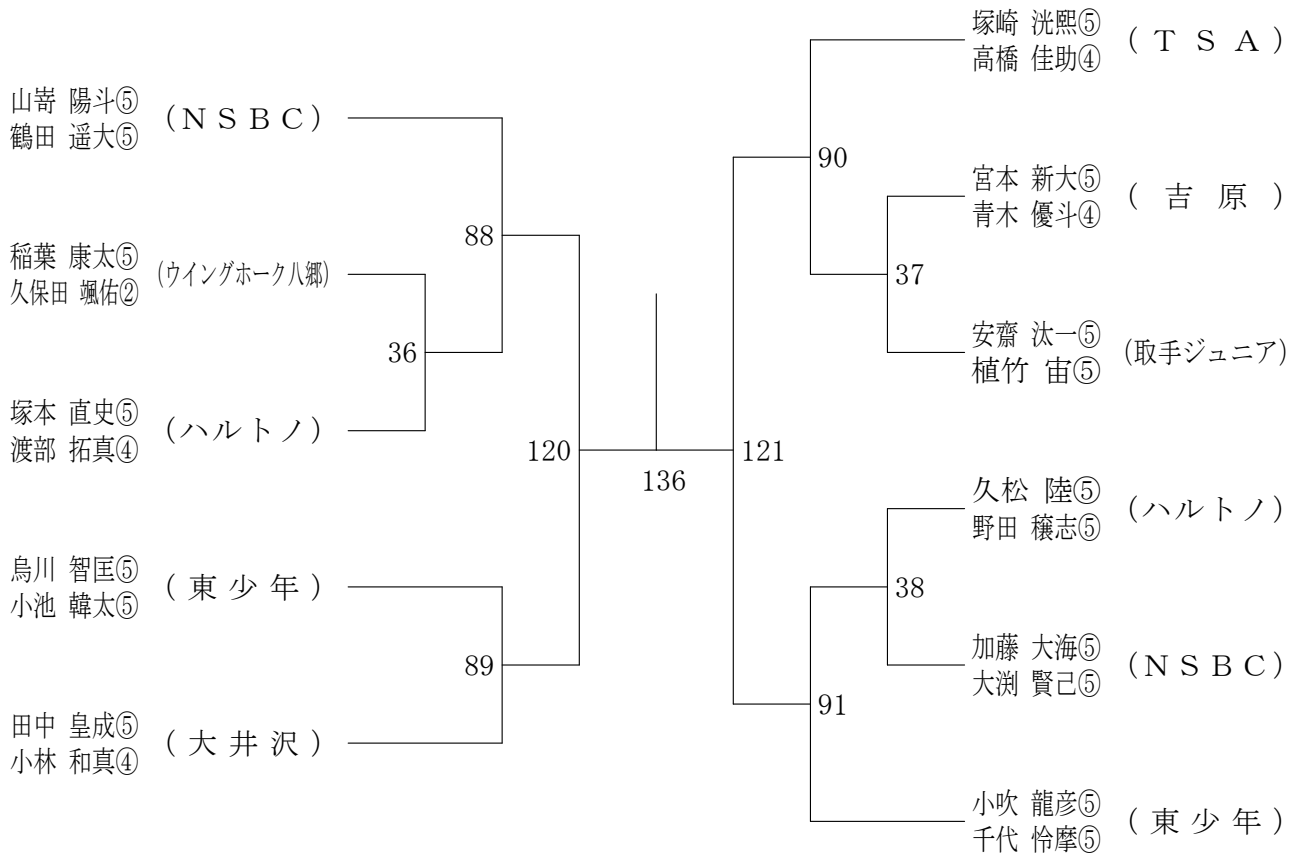 山嵜 陽斗⑤
鶴田 遥大⑤
(NSBC)
稲葉 康太⑤
久保田 颯佑②
(ウイングホーク八郷)
塚本 直史⑤
渡部 拓真④
(ハルトノ)
烏川 智匡⑤
小池 韓太⑤
(東少年)
田中 皇成⑤
小林 和真④
(大井沢)
88
36
120
89
136
塚崎 洸熙⑤
高橋 佳助④
(TSA)
宮本 新大⑤
青木 優斗④
(吉原)
安齋 汰一⑤
植竹 宙⑤
(取手ジュニア)
久松 陸⑤
野田 穣志⑤
(ハルトノ)
加藤 大海⑤
大渕 賢己⑤
(NSBC)
小吹 龍彦⑤
千代 怜摩⑤
(東少年)
90
37
121
38
91